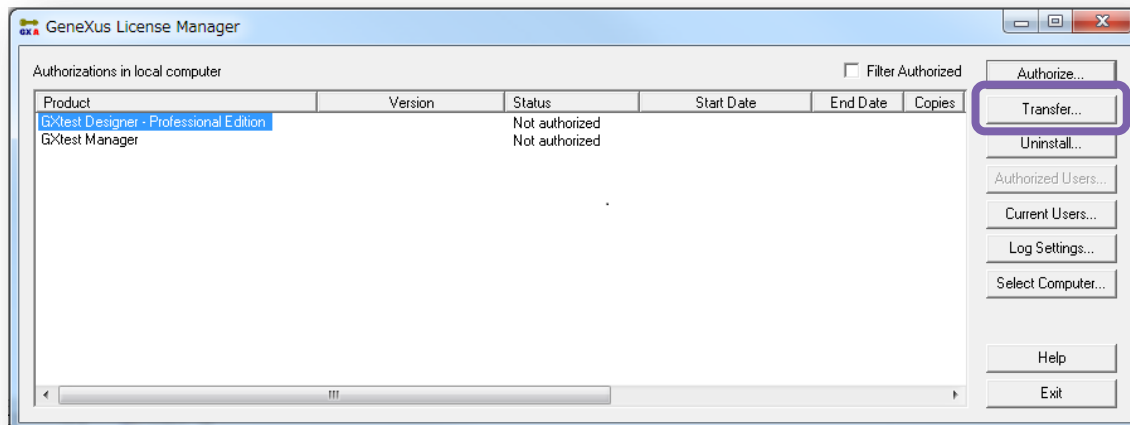 GeneXus License Manager
Authorizations in local computer
Filter Authorized
Product Version Status Start Date End Date Copies
GXtest Designer - Professional Edition Not authorized
GXtest Manager Not authorized
Authorize...
Transfer...
Uninstall...
Authorized Users...
Current Users...
Log Settings...
Select Computer...
Help
Exit